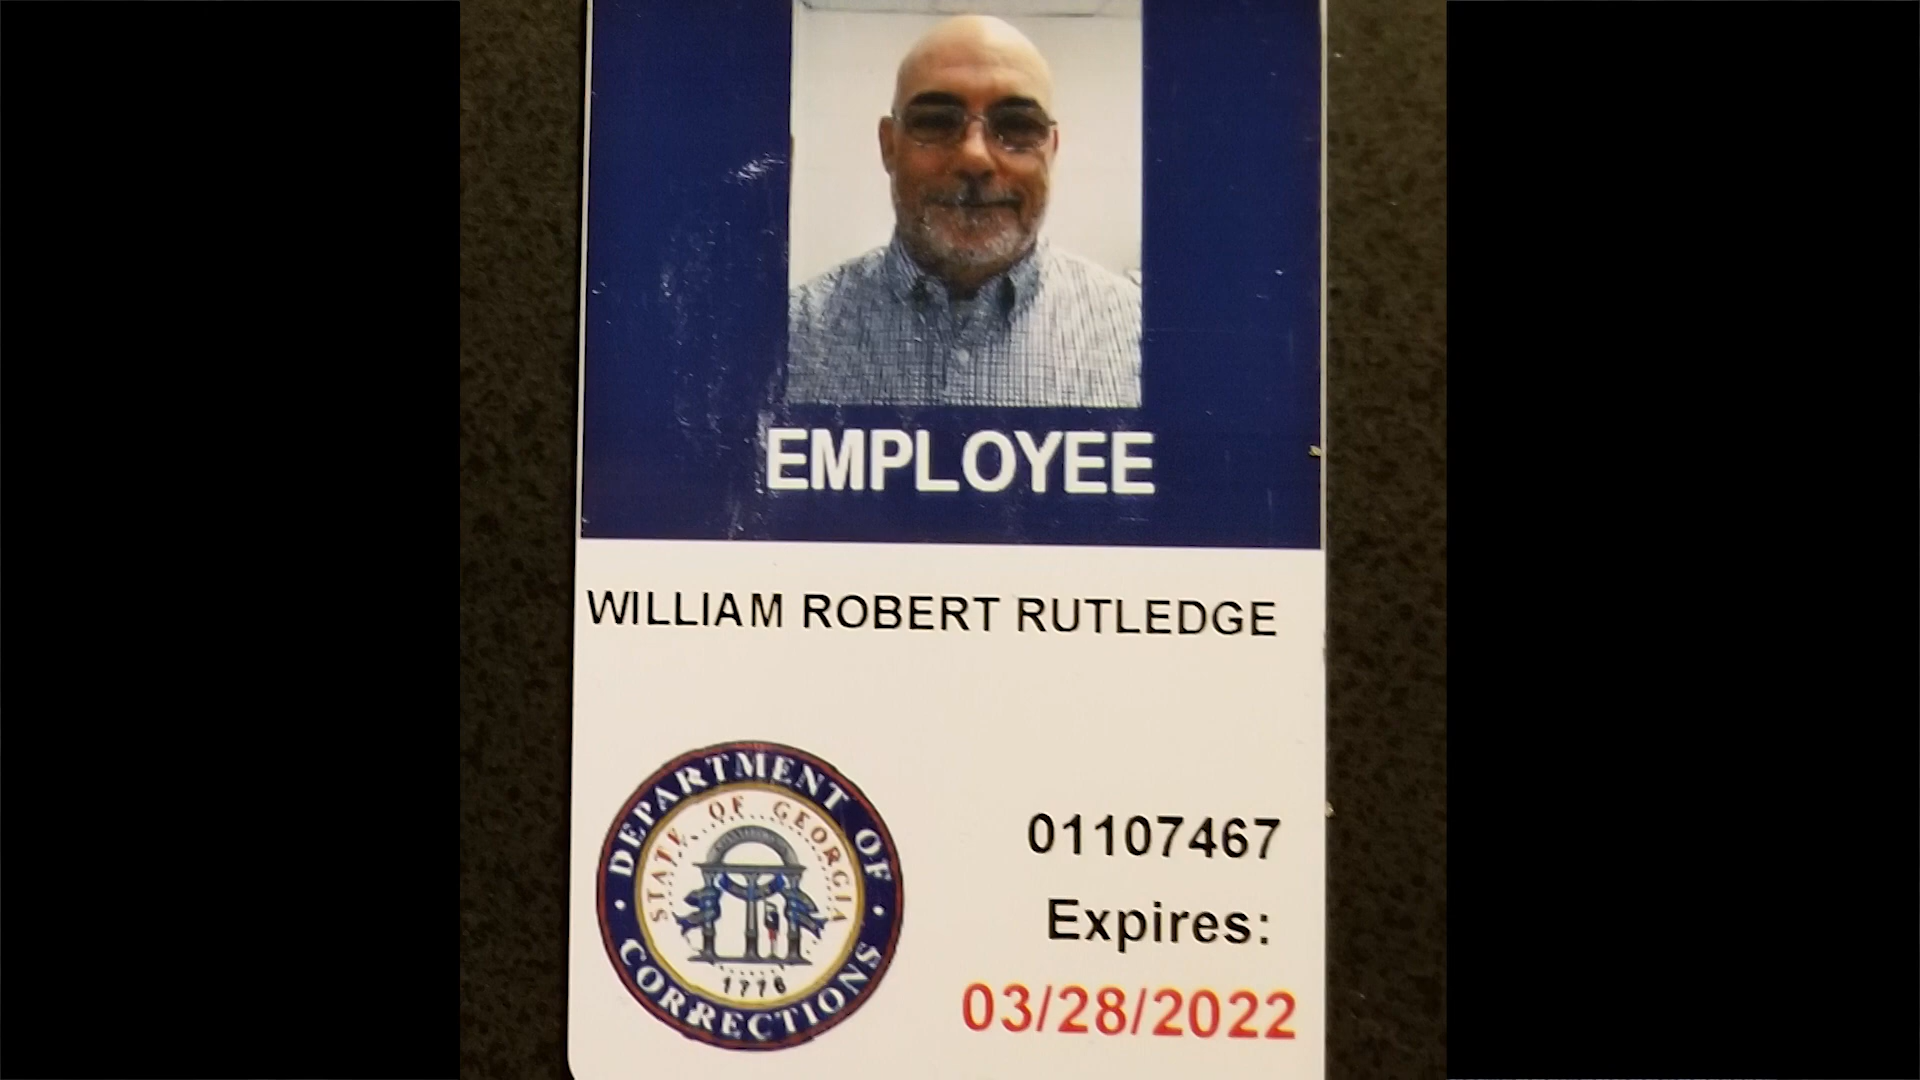 EMPLOYEE
WILLIAM ROBERT RUTLEDGE
DEPARTMENT OF CORRECTIONS
STATE OF GEORGIA
1776
01107467
Expires:
03/28/2022